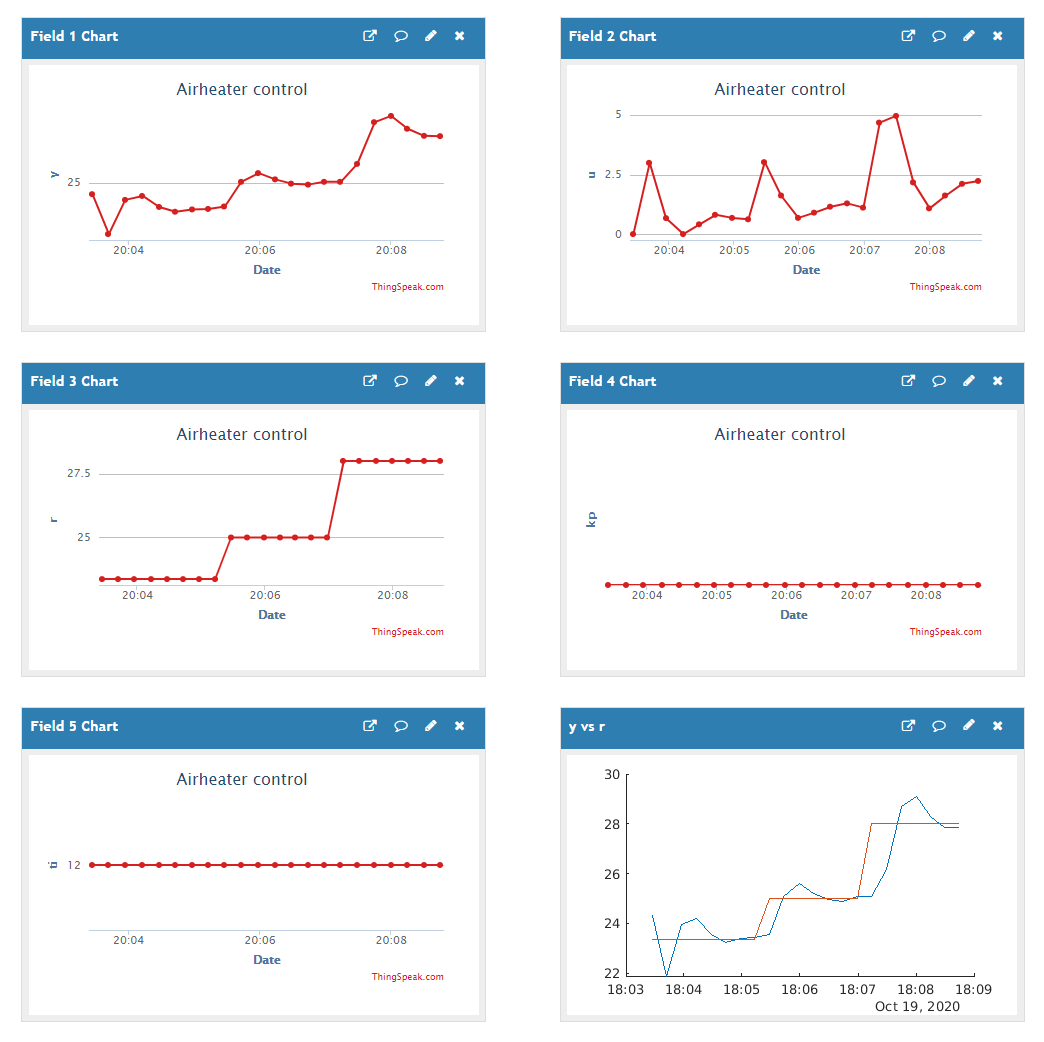 Field 1 Chart
Airheater control
y
25
20:04 20:06 20:08
Date
ThingSpeak.com
Field 2 Chart
Airheater control
u
5
2.5
0
20:04 20:05 20:06 20:07 20:08
Date
ThingSpeak.com
Field 3 Chart
Airheater control
r
27.5
25
20:04 20:06 20:08
Date
ThingSpeak.com
Field 4 Chart
Airheater control
kp
20:04 20:05 20:06 20:07 20:08
Date
ThingSpeak.com
Field 5 Chart
Airheater control
ti
12
20:04 20:06 20:08
Date
ThingSpeak.com
y vs r
30
28
26
24
22
18:03 18:04 18:05 18:06 18:07 18:08 18:09
Oct 19, 2020